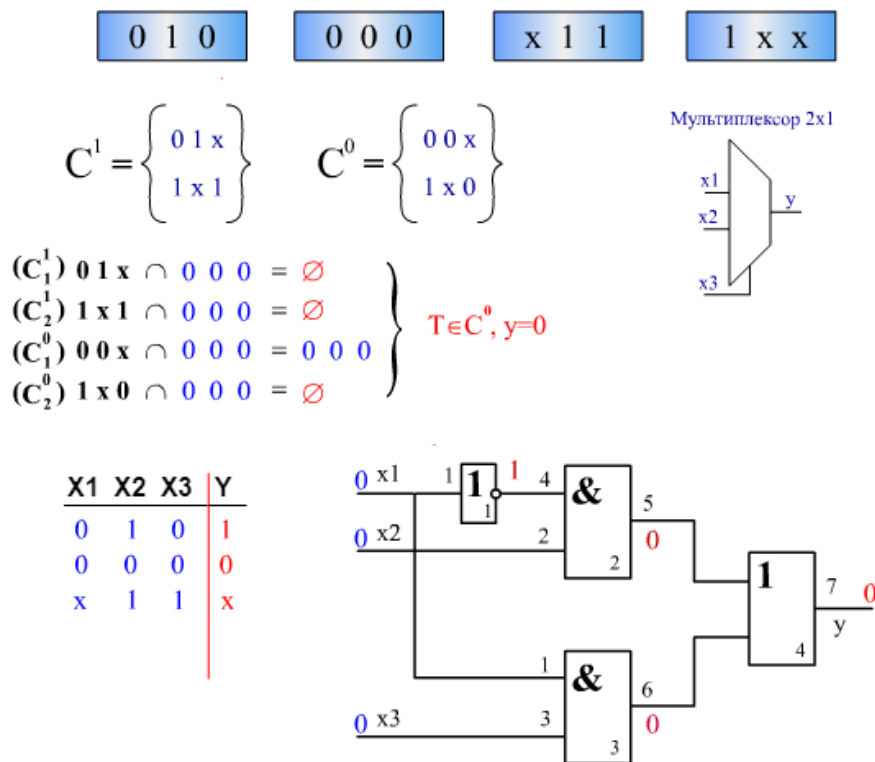 0 1 0
0 0 0
x 1 1
1 x x
C¹ = { 0 1 x
1 x 1 }
C⁰ = { 0 0 x
1 x 0 }
Мультиплексор 2x1
x1
x2
x3
y
(C¹₁) 0 1 x ∩ 0 0 0 = ∅
(C¹₂) 1 x 1 ∩ 0 0 0 = ∅
(C⁰₁) 0 0 x ∩ 0 0 0 = 0 0 0
(C⁰₂) 1 x 0 ∩ 0 0 0 = ∅
T∈C⁰, y=0
X1 X2 X3 Y
0 1 0 1
0 0 0 0
x 1 1 x
0 x1 1 1 1 1 4 & 5
0 x2 2 2 0
1 7 0
y
4
1 & 6
0 x3 3 3 0